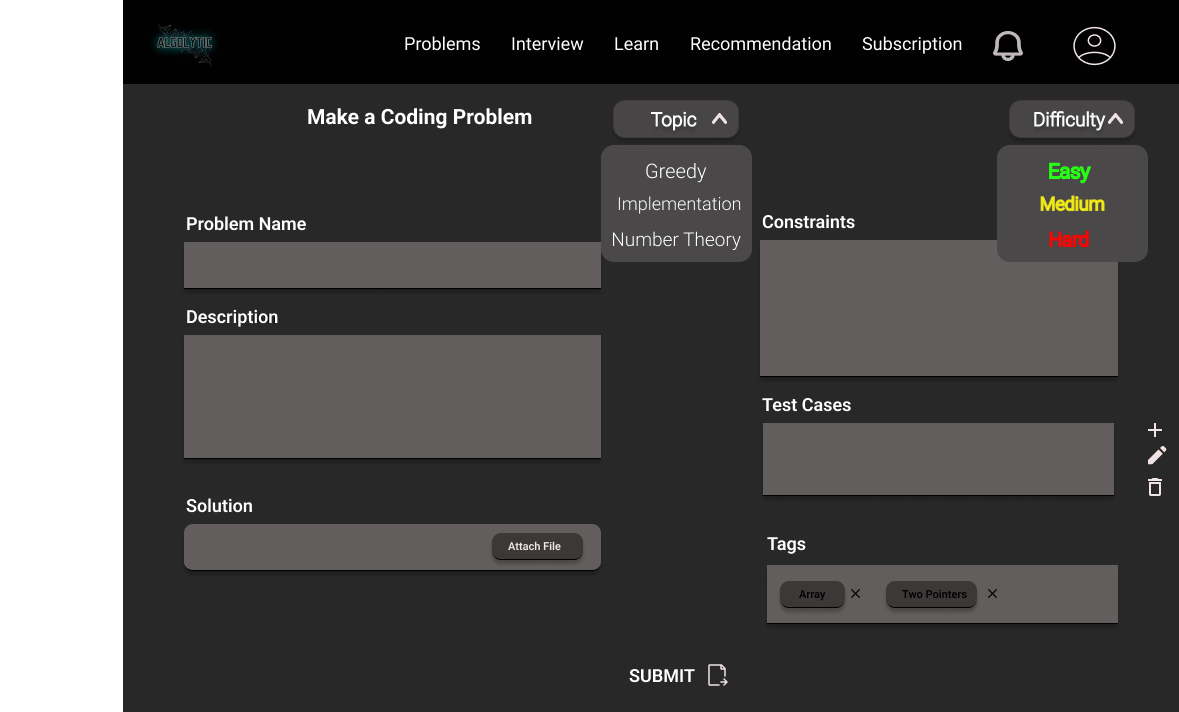 ALGOLYTIC
Problems
Interview
Learn
Recommendation
Subscription
Make a Coding Problem
Topic
Difficulty
Greedy
Implementation
Number Theory
Easy
Medium
Hard
Problem Name
Constraints
Description
Test Cases
Solution
Attach File
Tags
Array
Two Pointers
SUBMIT